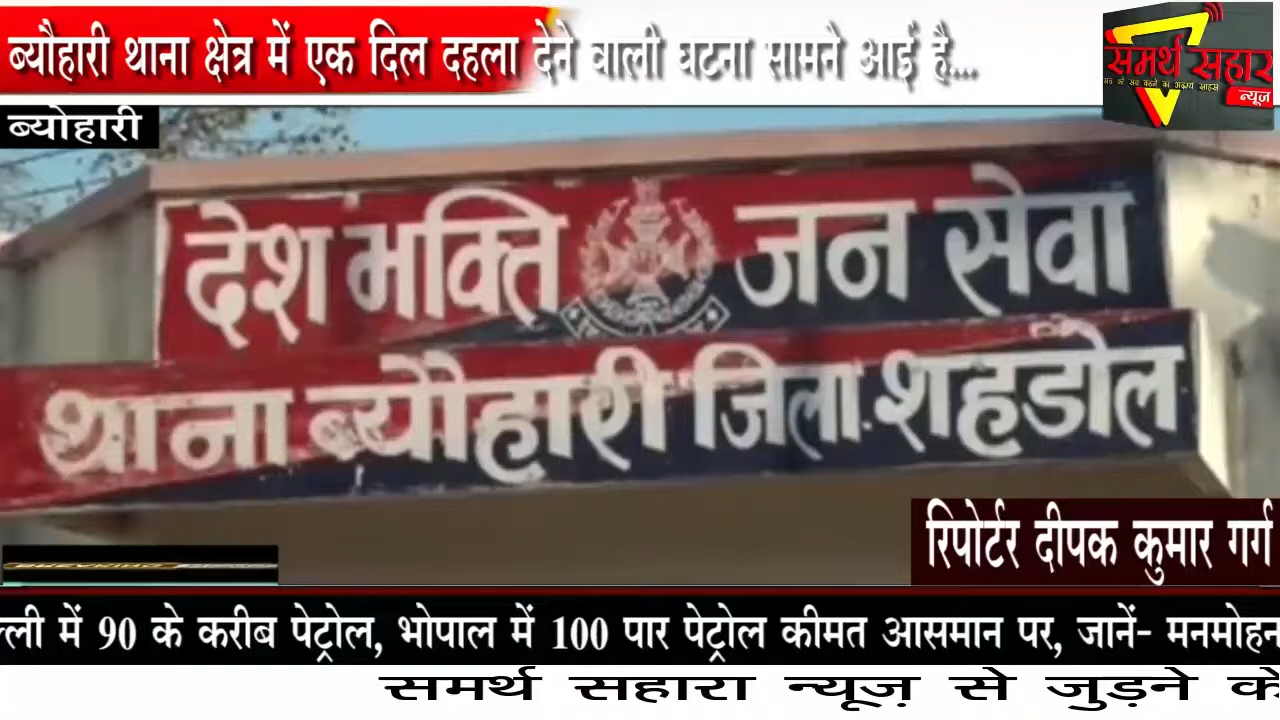 ब्यौहारी थाना क्षेत्र में एक दिल दहला देने वाली घटना सामने आई है...
समर्थ सहार
न्यूज़
ब्योहारी
देश भक्ति जन सेवा
थाना ब्यौहारी जिला शहडोल
रिपोर्टर दीपक कुमार गर्ग
ल्ली में 90 के करीब पेट्रोल, भोपाल में 100 पार पेट्रोल कीमत आसमान पर, जानें- मनमोहन
समर्थ सहारा न्यूज़ से जुड़ने के